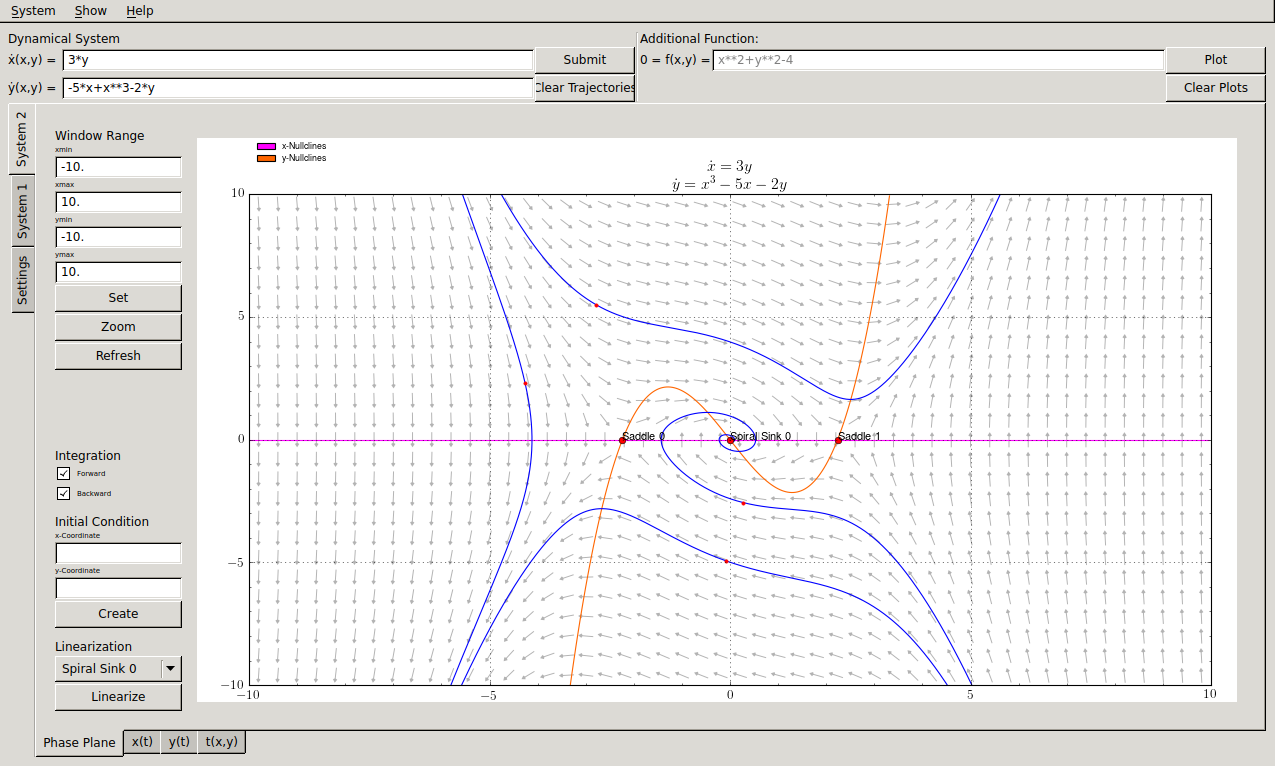 System Show Help
Dynamical System
ẋ(x,y) = 3*y Submit
ẏ(x,y) = -5*x+x**3-2*y Clear Trajectories
Additional Function:
0 = f(x,y) = x**2+y**2-4 Plot
Clear Plots
System 2
System 1
Settings
Window Range
xmin
-10.
xmax
10.
ymin
-10.
ymax
10.
Set
Zoom
Refresh
Integration
Forward
Backward
Initial Condition
x-Coordinate
y-Coordinate
Create
Linearization
Spiral Sink 0
Linearize
x-Nullclines
y-Nullclines
ẋ = 3y
ẏ = x³ − 5x − 2y
10
5
0
−5
−10
Saddle 0 Spiral Sink 0 Saddle 1
−10 −5 0 5 10
Phase Plane x(t) y(t) t(x,y)